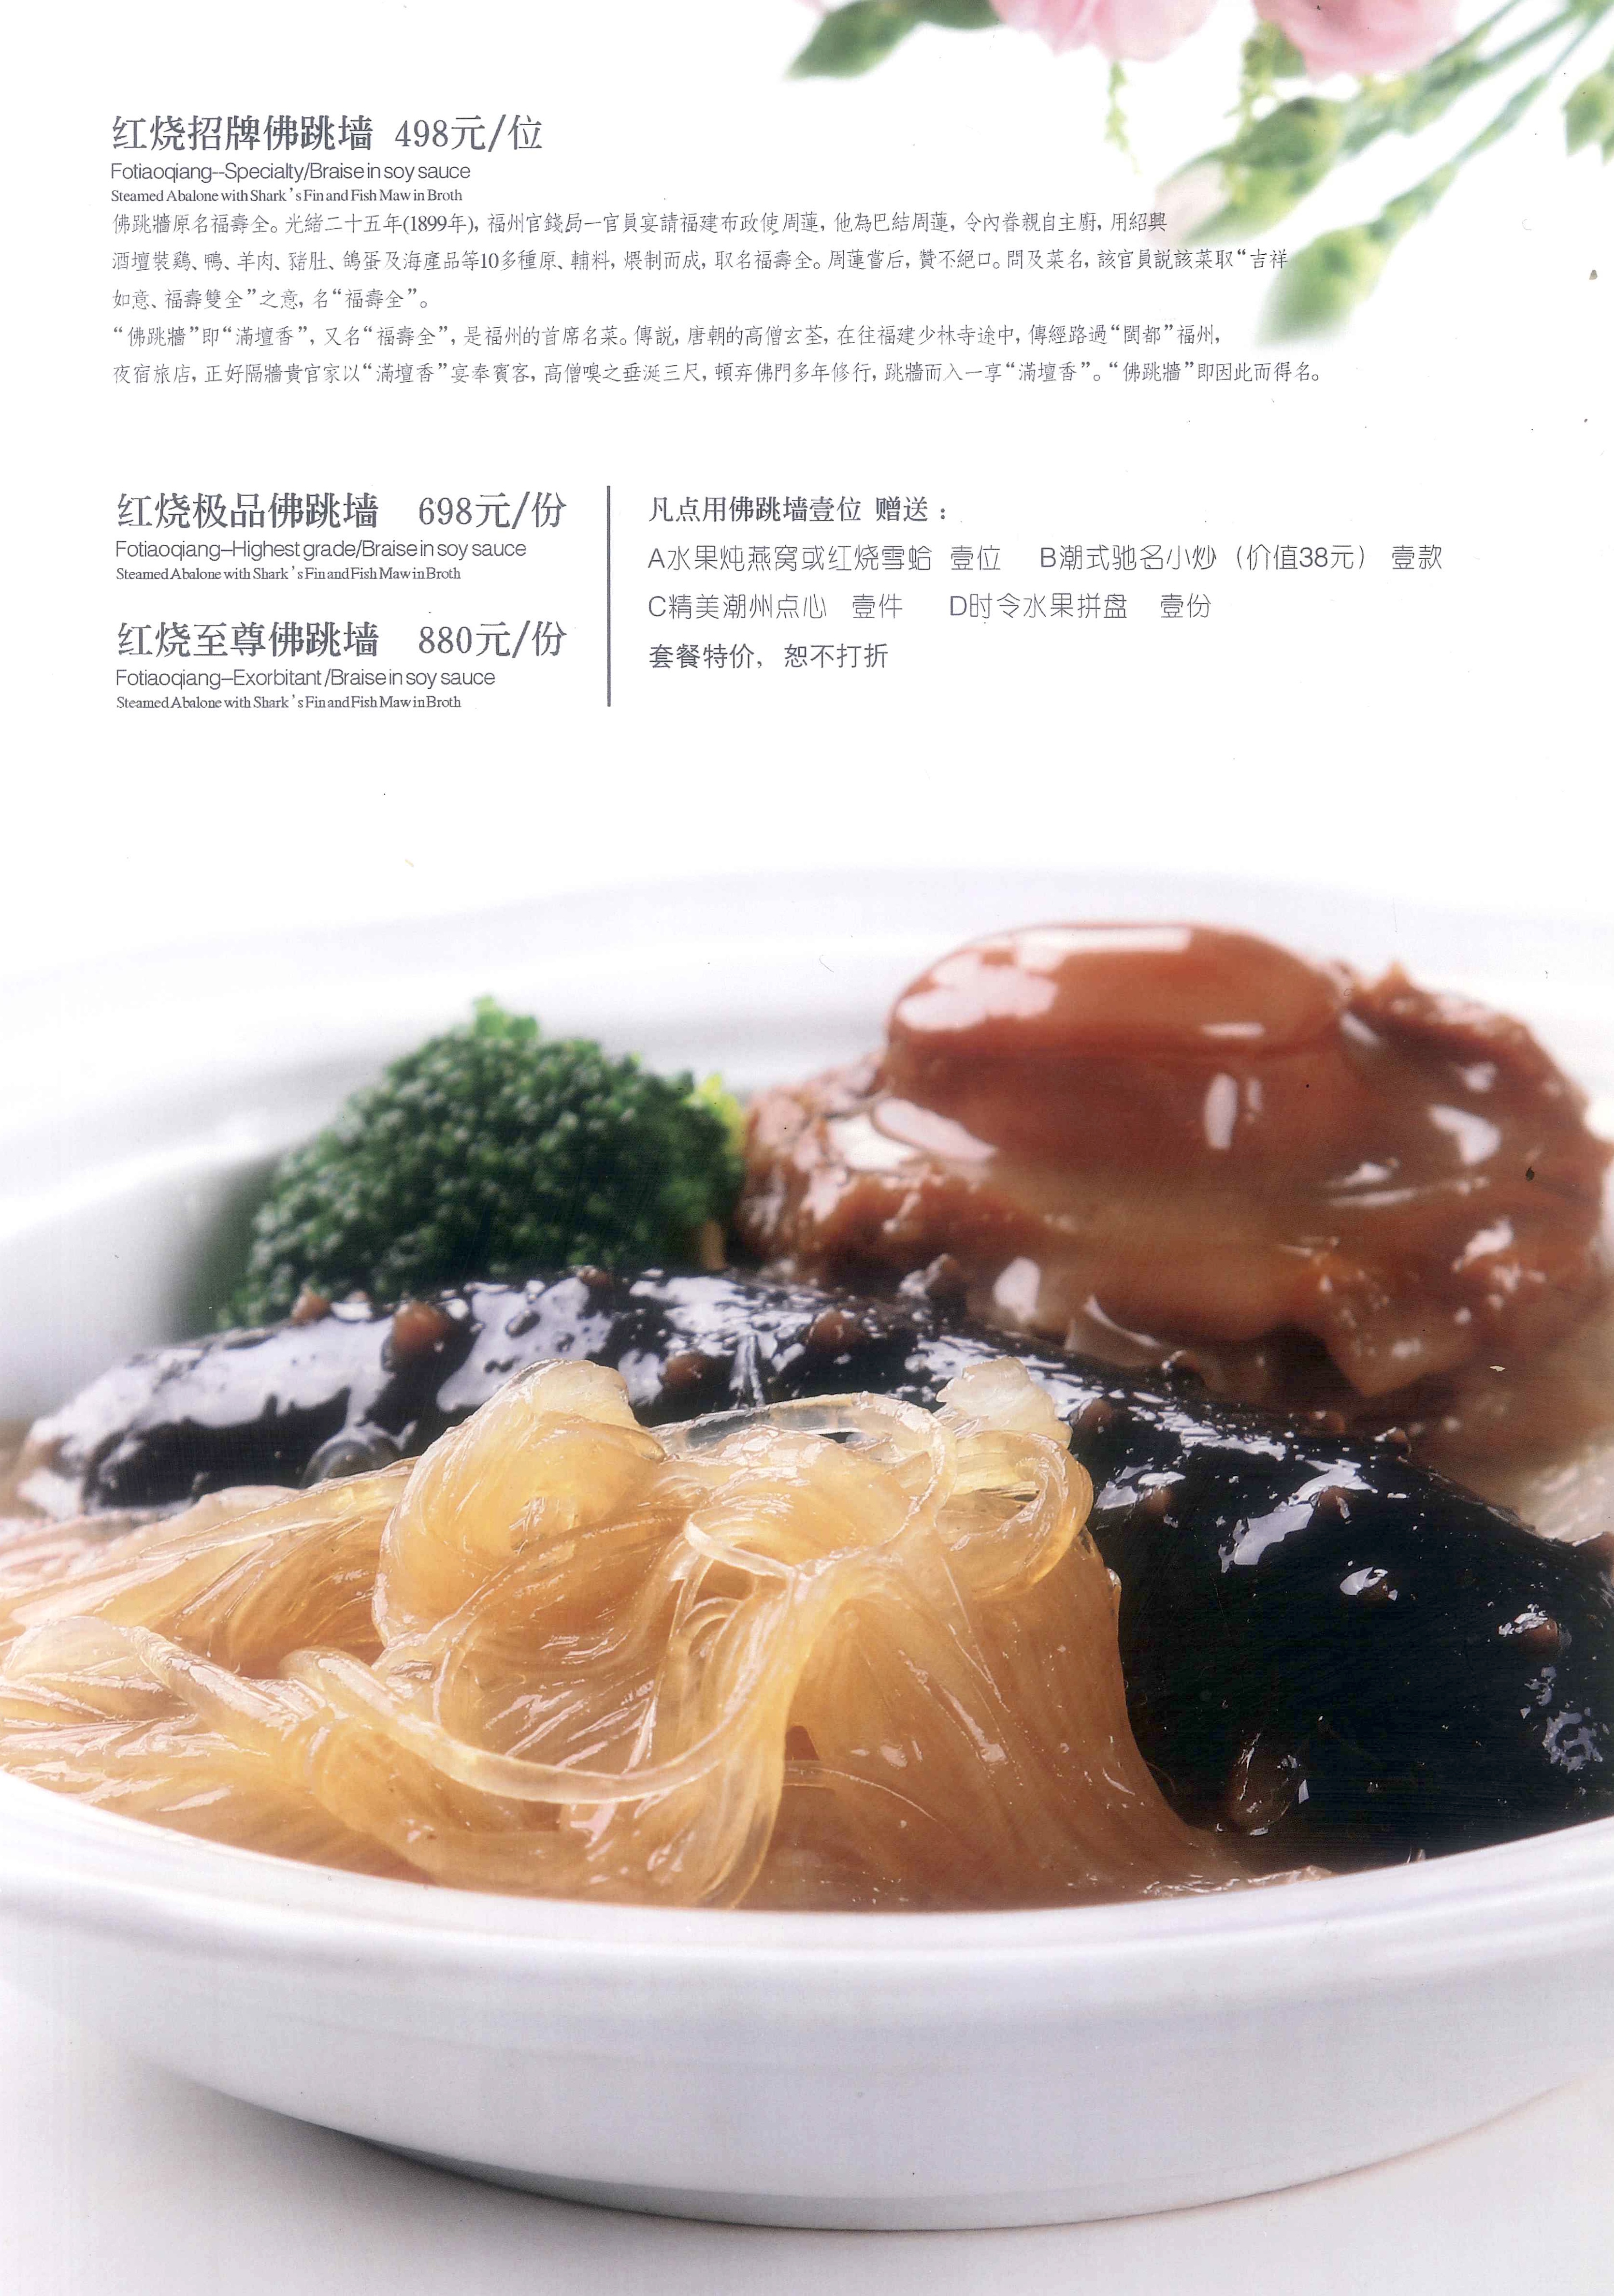 红烧招牌佛跳墙 498元/位
Fotiaoqiang--Specialty/Braise in soy sauce
Steamed Abalone with Shark's Fin and Fish Maw in Broth
佛跳牆原名福壽全。光緒二十五年(1899年),福州官錢局一官員宴請福建布政使周蓮,他為巴結周蓮,令內眷親自主廚,用紹興
酒壇裝鷄、鴨、羊肉、豬肚、鴿蛋及海產品等10多種原、輔料,煨制而成,取名福壽全。周蓮嘗后,贊不絕口。問及菜名,該官員説該菜取“吉祥
如意、福壽雙全”之意,名“福壽全”。
“佛跳牆”即“滿壇香”,又名“福壽全”,是福州的首席名菜。傳説,唐朝的高僧玄荃,在往福建少林寺途中,傳經路過“閩都”福州,
夜宿旅店,正好隔牆貴官家以“滿壇香”宴奉賓客,高僧嗅之垂涎三尺,頓弃佛門多年修行,跳牆而入一享“滿壇香”。“佛跳牆”即因此而得名。
红烧极品佛跳墙 698元/份
Fotiaoqiang–Highest grade/Braise in soy sauce
Steamed Abalone with Shark's Fin and Fish Maw in Broth
红烧至尊佛跳墙 880元/份
Fotiaoqiang–Exorbitant/Braise in soy sauce
Steamed Abalone with Shark's Fin and Fish Maw in Broth
凡点用佛跳墙壹位 赠送：
A水果炖燕窝或红烧雪蛤 壹位 B潮式驰名小炒（价值38元） 壹款
C精美潮州点心 壹件 D时令水果拼盘 壹份
套餐特价，恕不打折